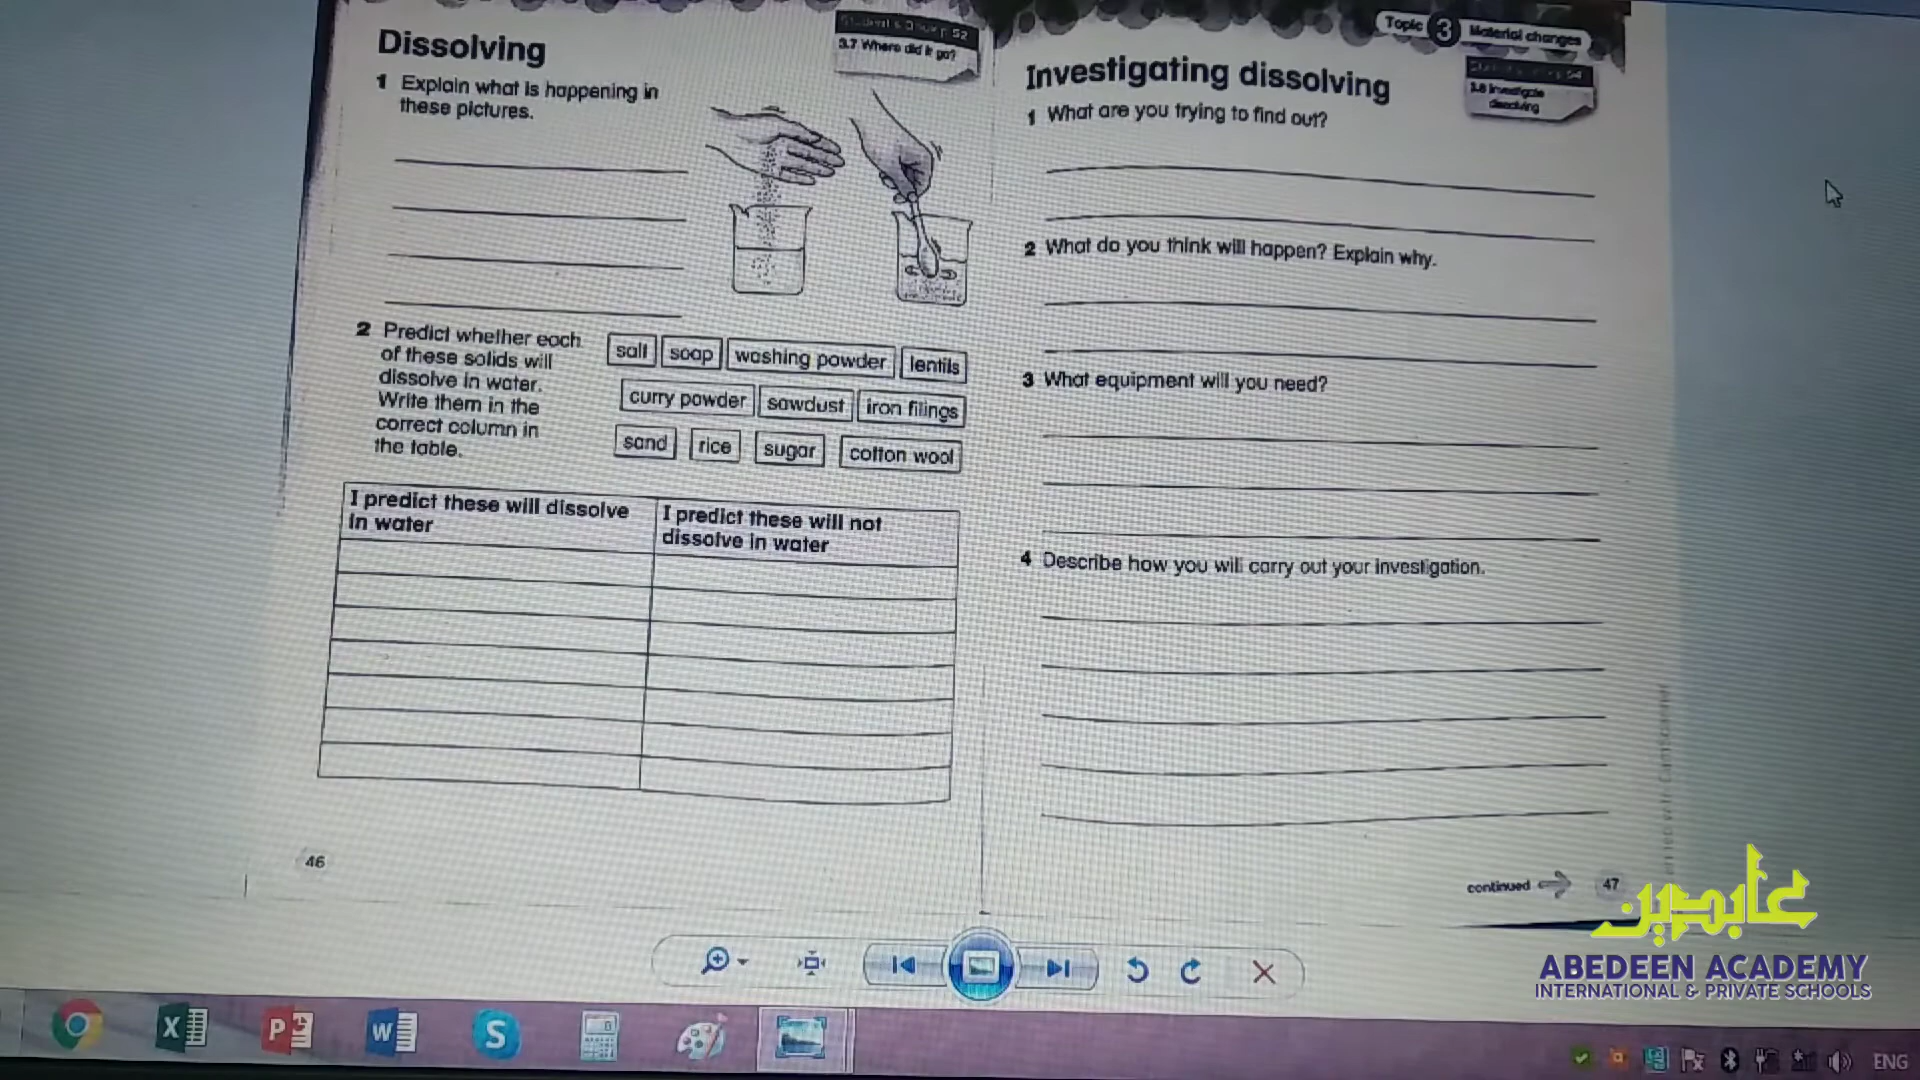 Dissolving
3.7 Where did it go?
1 Explain what is happening in
these pictures.
2 Predict whether each
of these solids will
dissolve in water.
Write them in the
correct column in
the table.
salt soap washing powder lentils
curry powder sawdust iron filings
sand rice sugar cotton wool
I predict these will dissolve
in water
I predict these will not
dissolve in water
46
Topic 3 Material changes
Investigating dissolving
3.8 Investigate
dissolving
1 What are you trying to find out?
2 What do you think will happen? Explain why.
3 What equipment will you need?
4 Describe how you will carry out your investigation.
continued 47
عابدين
ABEDEEN ACADEMY
INTERNATIONAL & PRIVATE SCHOOLS
ENG